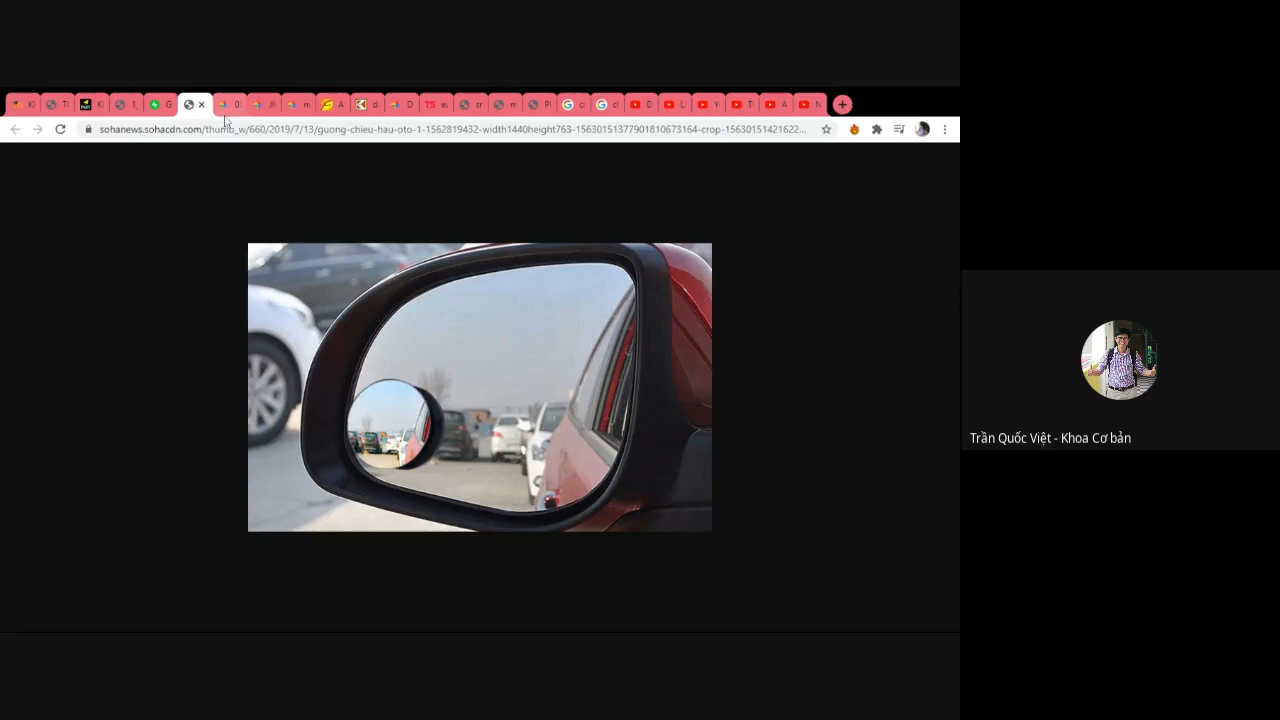 TS
sohanews.sohacdn.com/thumb_w/660/2019/7/13/guong-chieu-hau-oto-1-1562819432-width1440height763-15630151377901810673164-crop-15630151421622...
Trần Quốc Việt - Khoa Cơ bản